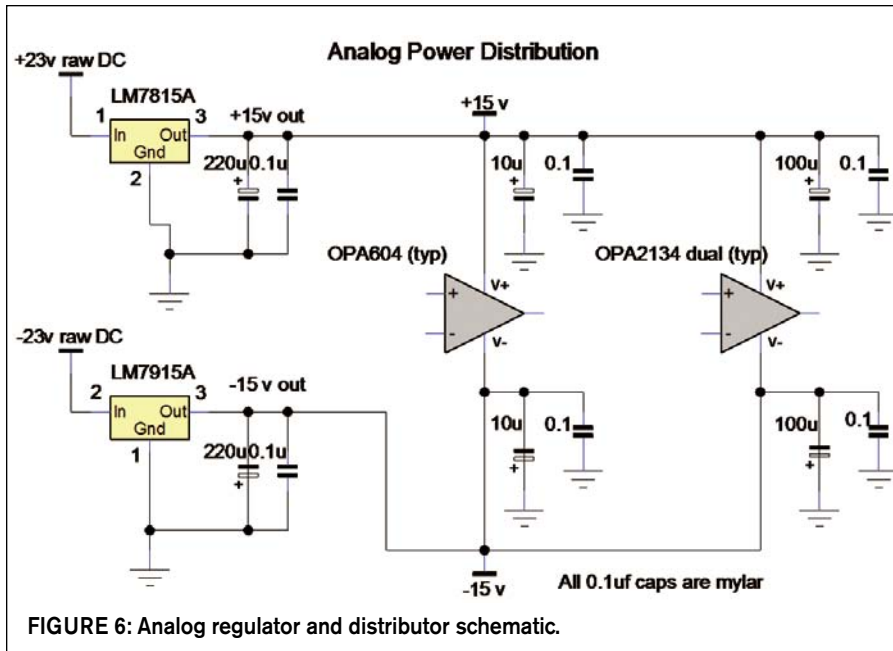 Analog Power Distribution
+23v raw DC
LM7815A
1
3
+15v out
In
Out
Gnd
2
220u
0.1u
+
+15 v
10u
+
0.1
100u
+
0.1
OPA604 (typ)
OPA2134 dual (typ)
+
-
V+
V-
+
-
V+
V-
-23v raw DC
LM7915A
2
3
-15 v out
In
Out
Gnd
1
220u
0.1u
+
10u
+
0.1
100u
+
0.1
-15 v
All 0.1uf caps are mylar
FIGURE 6: Analog regulator and distributor schematic.